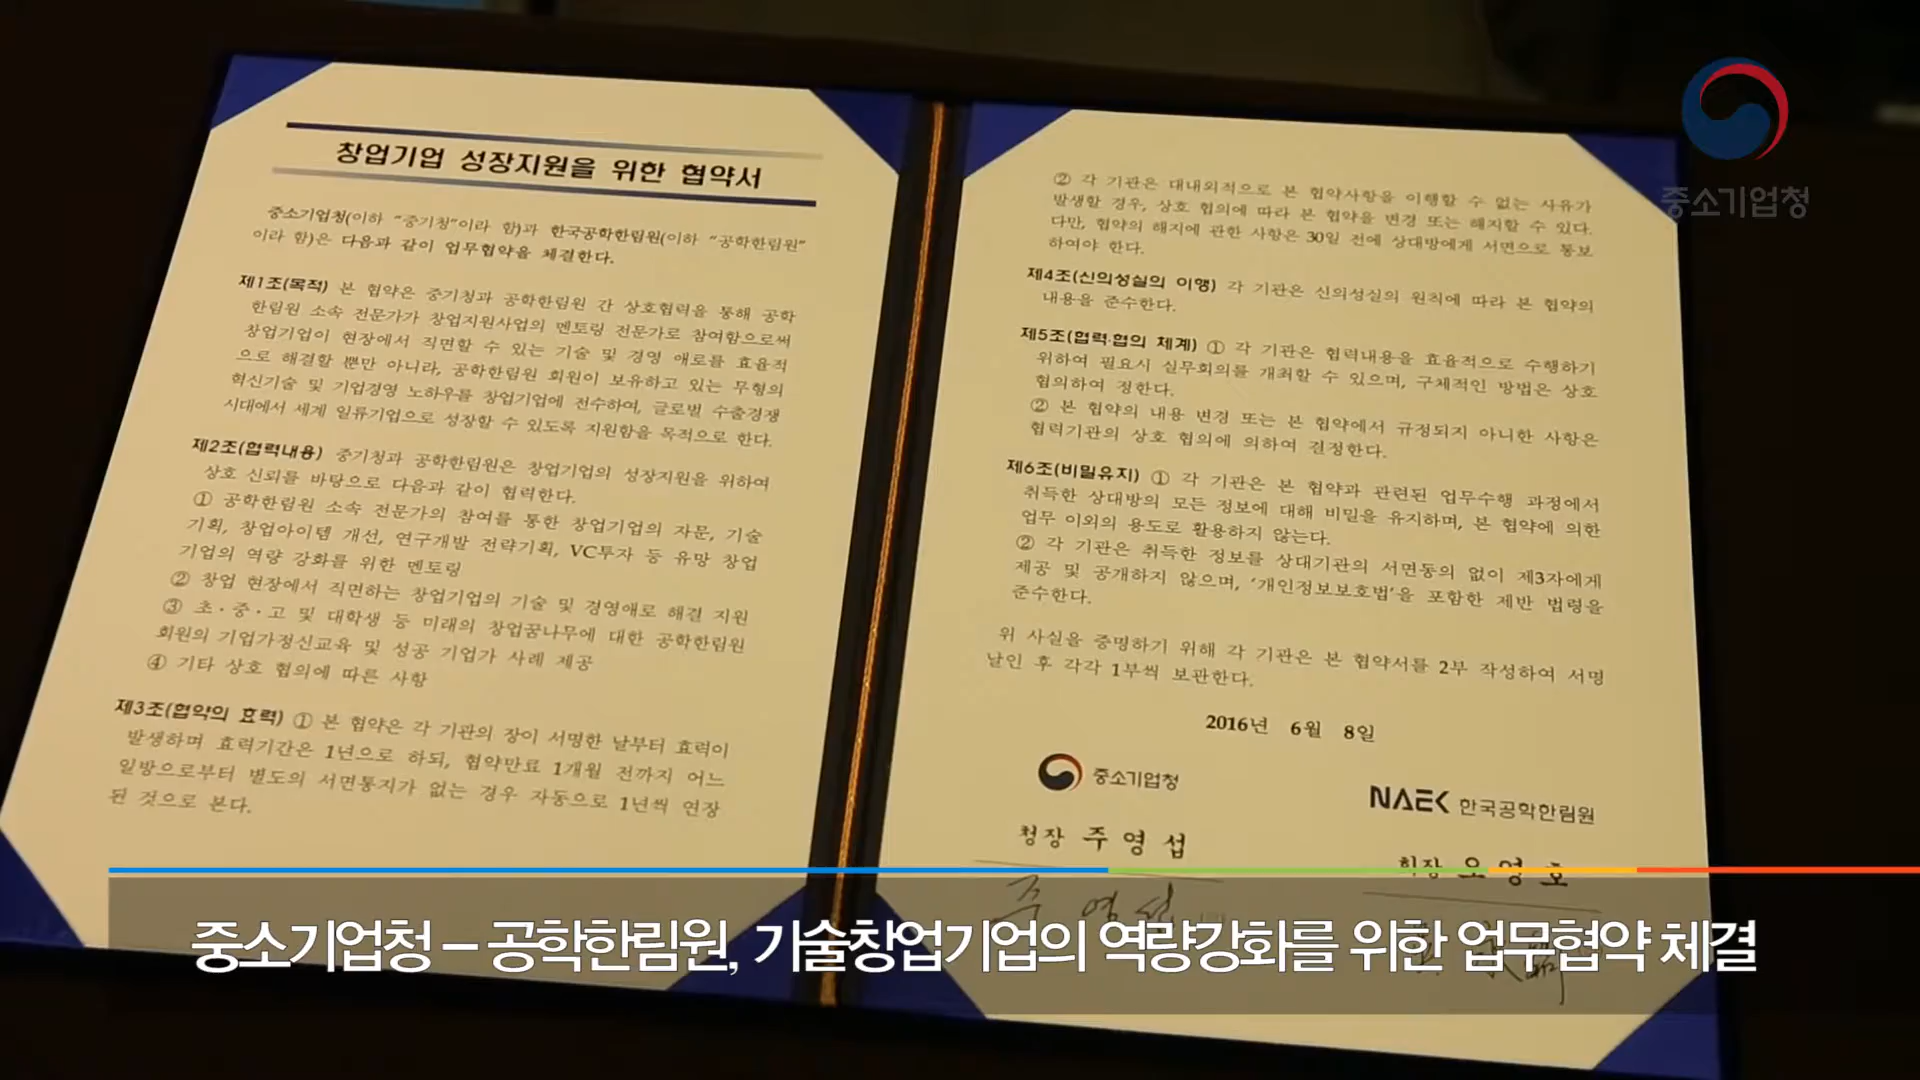 중소기업청
창업기업 성장지원을 위한 협약서
중소기업청(이하 “중기청”이라 함)과 한국공학한림원(이하 “공학한림원”
이라 함)은 다음과 같이 업무협약을 체결한다.
제1조(목적) 본 협약은 중기청과 공학한림원 간 상호협력을 통해 공학
한림원 소속 전문가가 창업지원사업의 멘토링 전문가로 참여함으로써
창업기업이 현장에서 직면할 수 있는 기술 및 경영 애로를 효율적
으로 해결할 뿐만 아니라, 공학한림원 회원이 보유하고 있는 무형의
혁신기술 및 기업경영 노하우를 창업기업에 전수하여, 글로벌 수출경쟁
시대에서 세계 일류기업으로 성장할 수 있도록 지원함을 목적으로 한다.
제2조(협력내용) 중기청과 공학한림원은 창업기업의 성장지원을 위하여
상호 신뢰를 바탕으로 다음과 같이 협력한다.
① 공학한림원 소속 전문가의 참여를 통한 창업기업의 자문, 기술
기획, 창업아이템 개선, 연구개발 전략기획, VC투자 등 유망 창업
기업의 역량 강화를 위한 멘토링
② 창업 현장에서 직면하는 창업기업의 기술 및 경영애로 해결 지원
③ 초·중·고 및 대학생 등 미래의 창업꿈나무에 대한 공학한림원
회원의 기업가정신교육 및 성공 기업가 사례 제공
④ 기타 상호 협의에 따른 사항
제3조(협약의 효력) ① 본 협약은 각 기관의 장이 서명한 날부터 효력이
발생하며 효력기간은 1년으로 하되, 협약만료 1개월 전까지 어느
일방으로부터 별도의 서면통지가 없는 경우 자동으로 1년씩 연장
된 것으로 본다.
② 각 기관은 대내외적으로 본 협약사항을 이행할 수 없는 사유가
발생할 경우, 상호 협의에 따라 본 협약을 변경 또는 해지할 수 있다.
다만, 협약의 해지에 관한 사항은 30일 전에 상대방에게 서면으로 통보
하여야 한다.
제4조(신의성실의 이행) 각 기관은 신의성실의 원칙에 따라 본 협약의
내용을 준수한다.
제5조(협력·협의 체계) ① 각 기관은 협력내용을 효율적으로 수행하기
위하여 필요시 실무회의를 개최할 수 있으며, 구체적인 방법은 상호
협의하여 정한다.
② 본 협약의 내용 변경 또는 본 협약에서 규정되지 아니한 사항은
협력기관의 상호 협의에 의하여 결정한다.
제6조(비밀유지) ① 각 기관은 본 협약과 관련된 업무수행 과정에서
취득한 상대방의 모든 정보에 대해 비밀을 유지하며, 본 협약에 의한
업무 이외의 용도로 활용하지 않는다.
② 각 기관은 취득한 정보를 상대기관의 서면동의 없이 제3자에게
제공 및 공개하지 않으며, ‘개인정보보호법’을 포함한 제반 법령을
준수한다.
위 사실을 증명하기 위해 각 기관은 본 협약서를 2부 작성하여 서명
날인 후 각각 1부씩 보관한다.
2016년 6월 8일
중소기업청
NAEK 한국공학한림원
청장 주영섭
회장 오영호
주영섭
중소기업청 – 공학한림원, 기술창업기업의 역량강화를 위한 업무협약 체결